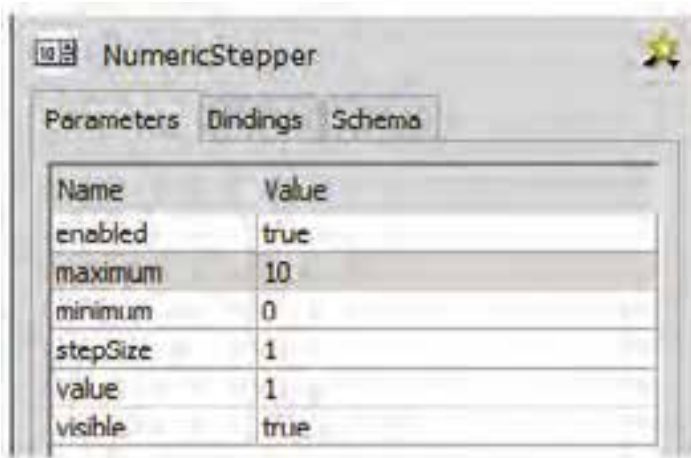 NumericStepper
Parameters Bindings Schema
Name Value
enabled true
maximum 10
minimum 0
stepSize 1
value 1
visible true